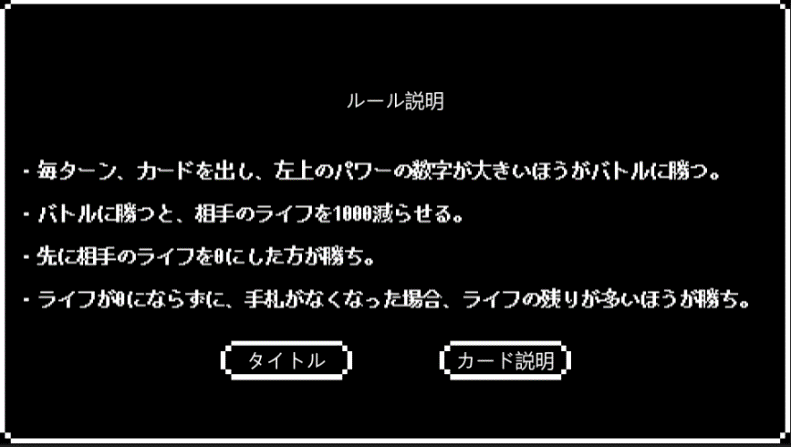 ルール説明
・毎ターン、カードを出し、左上のパワーの数字が大きいほうがバトルに勝つ。
・バトルに勝つと、相手のライフを1000減らせる。
・先に相手のライフを0にした方が勝ち。
・ライフが0にならずに、手札がなくなった場合、ライフの残りが多いほうが勝ち。
タイトル
カード説明